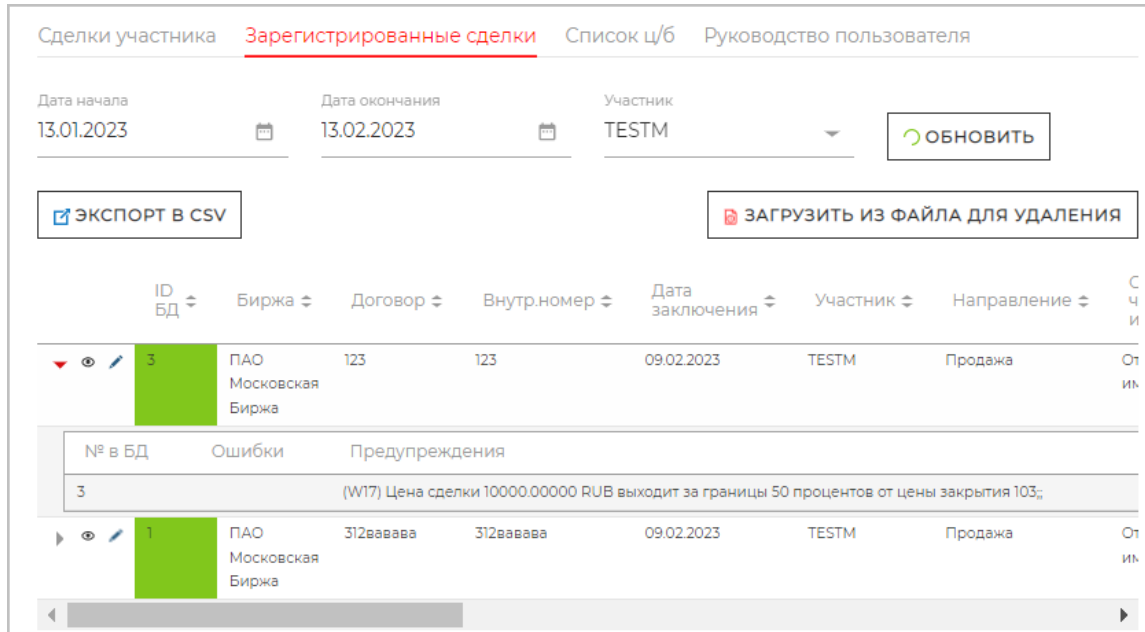 Сделки участника Зарегистрированные сделки Список ц/б Руководство пользователя
Дата начала Дата окончания Участник
13.01.2023 13.02.2023 TESTM ОБНОВИТЬ
ЭКСПОРТ В CSV ЗАГРУЗИТЬ ИЗ ФАЙЛА ДЛЯ УДАЛЕНИЯ
ID БД Биржа Договор Внутр.номер Дата заключения Участник Направление
3 ПАО Московская Биржа 123 123 09.02.2023 TESTM Продажа
№ в БД Ошибки Предупреждения
3 (W17) Цена сделки 10000.00000 RUB выходит за границы 50 процентов от цены закрытия 103;;
1 ПАО Московская Биржа 312вавава 312вавава 09.02.2023 TESTM Продажа